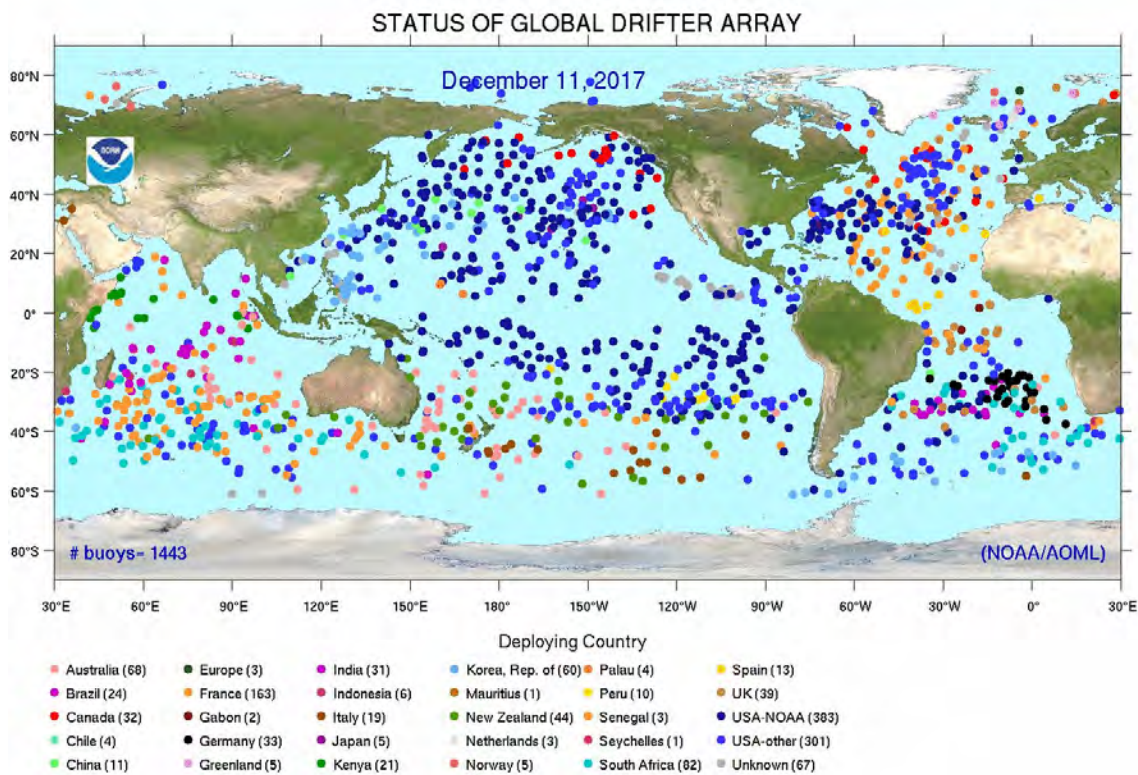 STATUS OF GLOBAL DRIFTER ARRAY
80°N
December 11, 2017
60°N
40°N
20°N
0°
20°S
40°S
60°S
80°S
# buoys= 1443
(NOAA/AOML)
30°E 60°E 90°E 120°E 150°E 180° 150°W 120°W 90°W 60°W 30°W 0° 30°E
Deploying Country
Australia (68) Europe (3) India (31) Korea, Rep. of (60) Palau (4) Spain (13)
Brazil (24) France (163) Indonesia (6) Mauritius (1) Peru (10) UK (39)
Canada (32) Gabon (2) Italy (19) New Zealand (44) Senegal (3) USA-NOAA (383)
Chile (4) Germany (33) Japan (5) Netherlands (3) Seychelles (1) USA-other (301)
China (11) Greenland (5) Kenya (21) Norway (5) South Africa (82) Unknown (67)